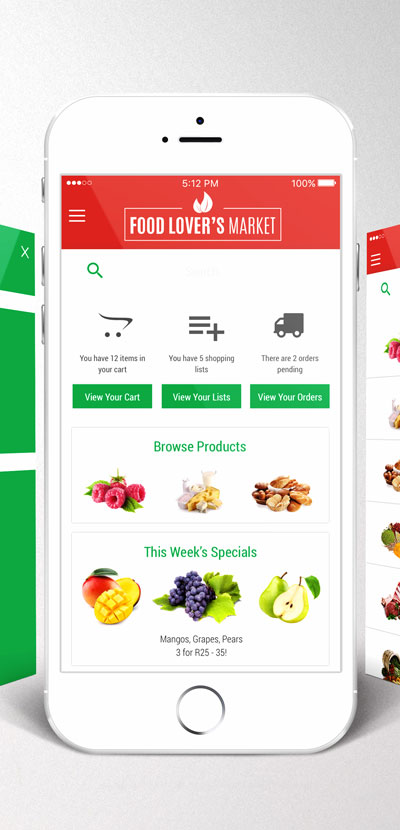 5:12 PM
100%
FOOD LOVER'S MARKET
Search
You have 12 items in
your cart
You have 5 shopping
lists
There are 2 orders
pending
View Your Cart
View Your Lists
View Your Orders
Browse Products
This Week's Specials
Mangos, Grapes, Pears
3 for R25 - 35!
X